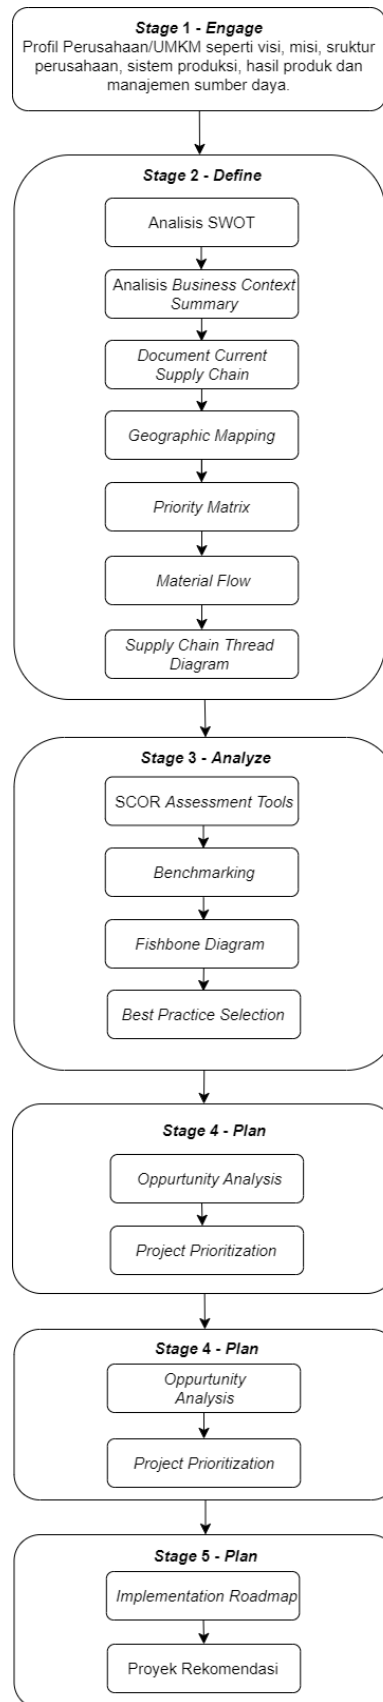 Stage 1 - Engage
Profil Perusahaan/UMKM seperti visi, misi, sruktur
perusahaan, sistem produksi, hasil produk dan
manajemen sumber daya.
Stage 2 - Define
Analisis SWOT
Analisis Business Context
Summary
Document Current
Supply Chain
Geographic Mapping
Priority Matrix
Material Flow
Supply Chain Thread
Diagram
Stage 3 - Analyze
SCOR Assessment Tools
Benchmarking
Fishbone Diagram
Best Practice Selection
Stage 4 - Plan
Oppurtunity Analysis
Project Prioritization
Stage 4 - Plan
Oppurtunity
Analysis
Project Prioritization
Stage 5 - Plan
Implementation Roadmap
Proyek Rekomendasi